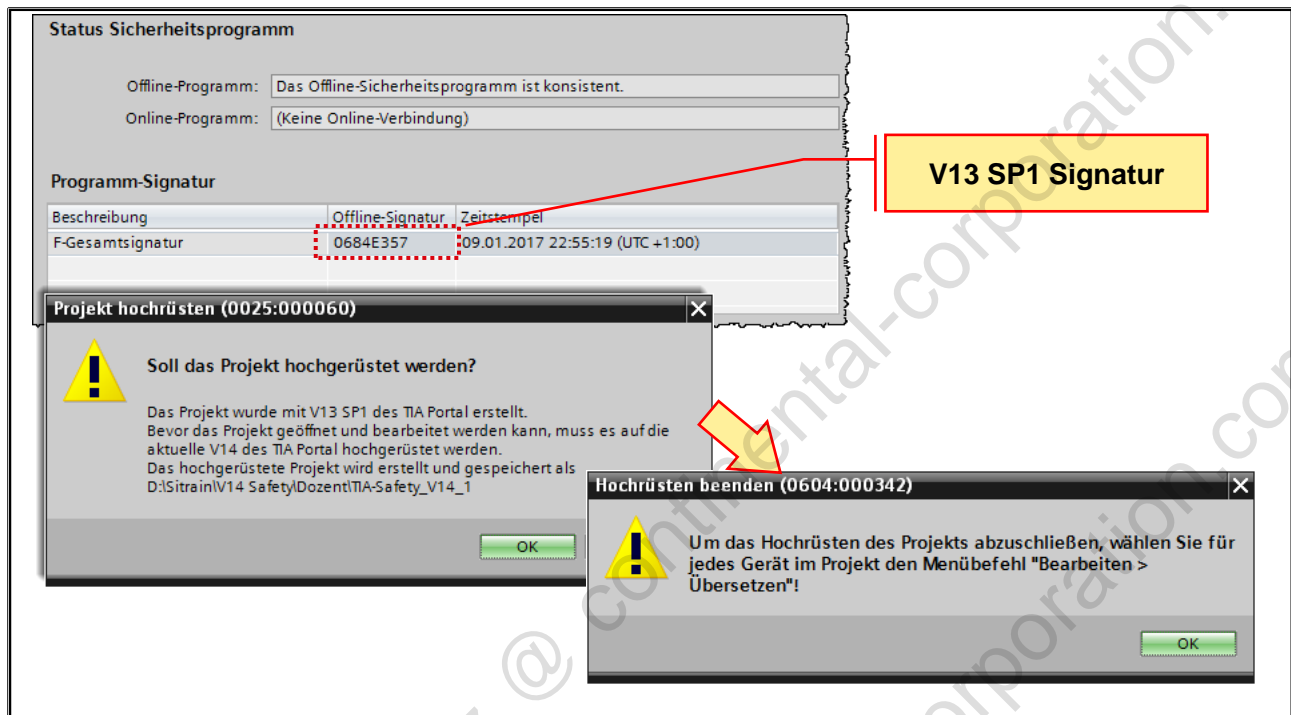 Status Sicherheitsprogramm
Offline-Programm: Das Offline-Sicherheitsprogramm ist konsistent.
Online-Programm: (Keine Online-Verbindung)
V13 SP1 Signatur
Programm-Signatur
Beschreibung Offline-Signatur Zeitstempel
F-Gesamtsignatur 0684E357 09.01.2017 22:55:19 (UTC +1:00)
Projekt hochrüsten (0025:000060)
Soll das Projekt hochgerüstet werden?
Das Projekt wurde mit V13 SP1 des TIA Portal erstellt.
Bevor das Projekt geöffnet und bearbeitet werden kann, muss es auf die
aktuelle V14 des TIA Portal hochgerüstet werden.
Das hochgerüstete Projekt wird erstellt und gespeichert als
D:\Sitrain\V14 Safety\Dozent\TIA-Safety_V14_1
OK
Hochrüsten beenden (0604:000342)
Um das Hochrüsten des Projekts abzuschließen, wählen Sie für
jedes Gerät im Projekt den Menübefehl "Bearbeiten >
Übersetzen"!
OK
@ continental-corporation.
corporation.co